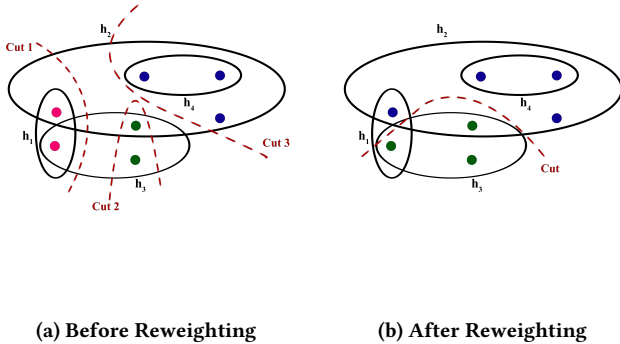 h2
Cut 1
h4
h1
Cut 3
h3
Cut 2
(a) Before Reweighting
h2
h4
h1
Cut
h3
(b) After Reweighting